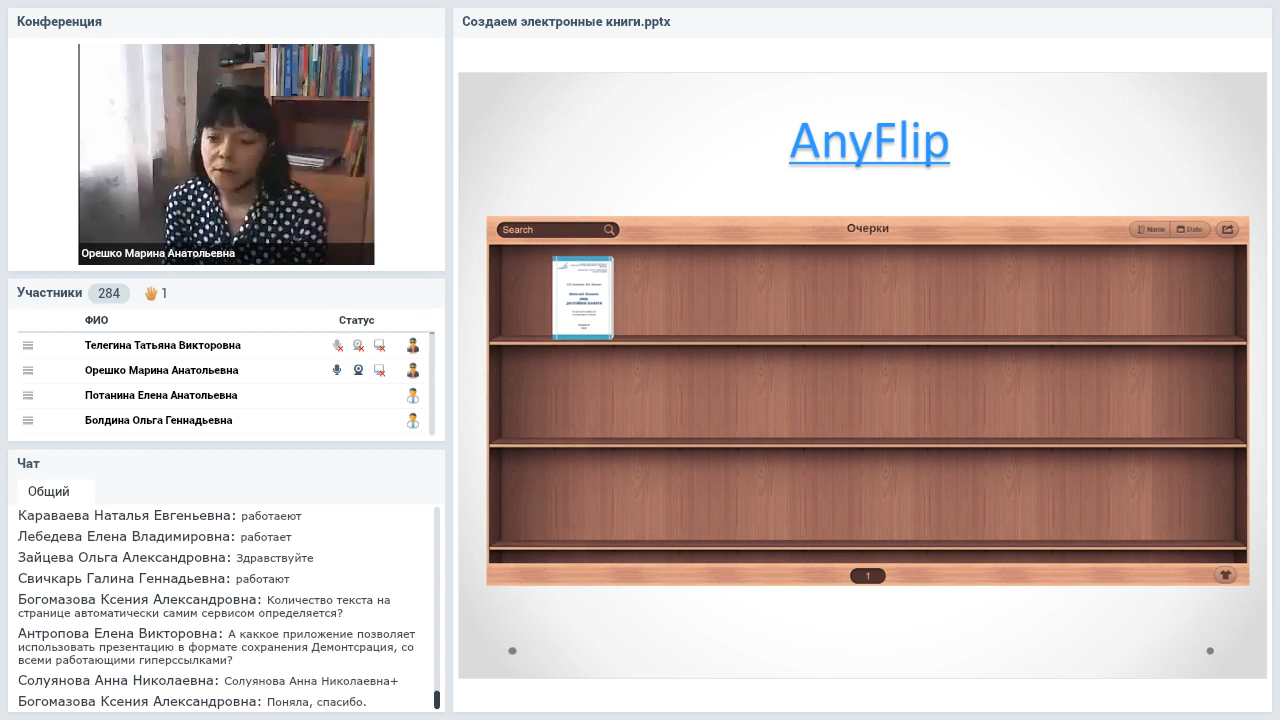 Конференция
Орешко Марина Анатольевна
Участники 284 1
ФИО Статус
Телегина Татьяна Викторовна
Орешко Марина Анатольевна
Потанина Елена Анатольевна
Болдина Ольга Геннадьевна
Чат
Общий
Караваева Наталья Евгеньевна: работаеют
Лебедева Елена Владимировна: работает
Зайцева Ольга Александровна: Здравствуйте
Свичкарь Галина Геннадьевна: работают
Богомазова Ксения Александровна: Количество текста на
странице автоматически самим сервисом определяется?
Антропова Елена Викторовна: А каккое приложение позволяет
использовать презентацию в формате сохранения Демонтсрация, со
всеми работающими гиперссылками?
Солуянова Анна Николаевна: Солуянова Анна Николаевна+
Богомазова Ксения Александровна: Поняла, спасибо.
Создаем электронные книги.pptx
AnyFlip
Search Очерки Name Date
1